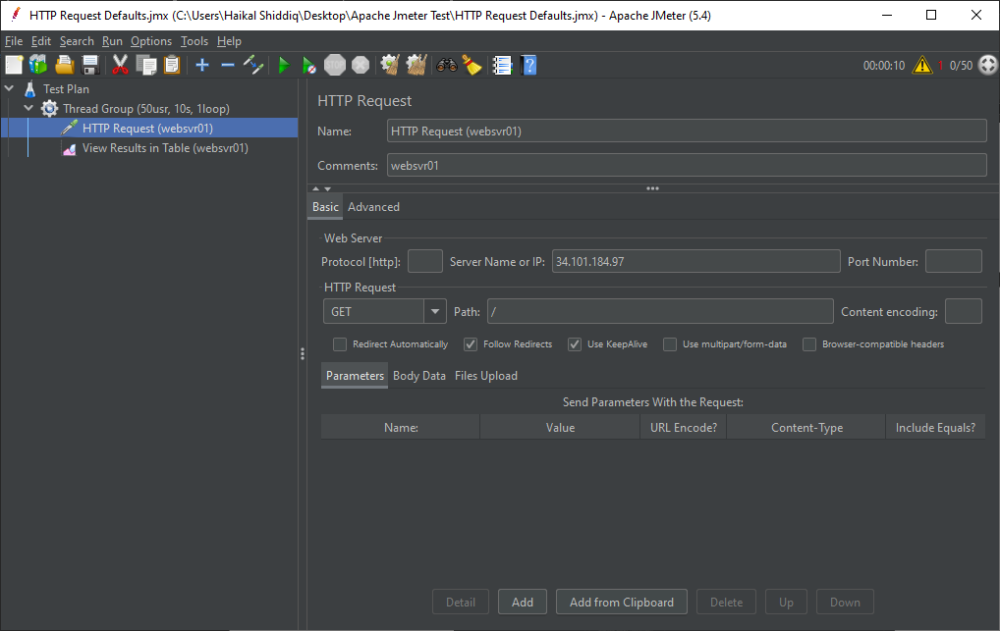 HTTP Request Defaults.jmx (C:\Users\Haikal Shiddiq\Desktop\Apache Jmeter Test\HTTP Request Defaults.jmx) - Apache JMeter (5.4)
File Edit Search Run Options Tools Help
STOP 00:00:10 1 0/50
Test Plan
Thread Group (50usr, 10s, 1loop)
HTTP Request (websvr01)
View Results in Table (websvr01)
HTTP Request
Name: HTTP Request (websvr01)
Comments: websvr01
Basic Advanced
Web Server
Protocol [http]: Server Name or IP: 34.101.184.97 Port Number:
HTTP Request
GET Path: / Content encoding:
Redirect Automatically Follow Redirects Use KeepAlive Use multipart/form-data Browser-compatible headers
Parameters Body Data Files Upload
Send Parameters With the Request:
Name: Value URL Encode? Content-Type Include Equals?
Detail Add Add from Clipboard Delete Up Down